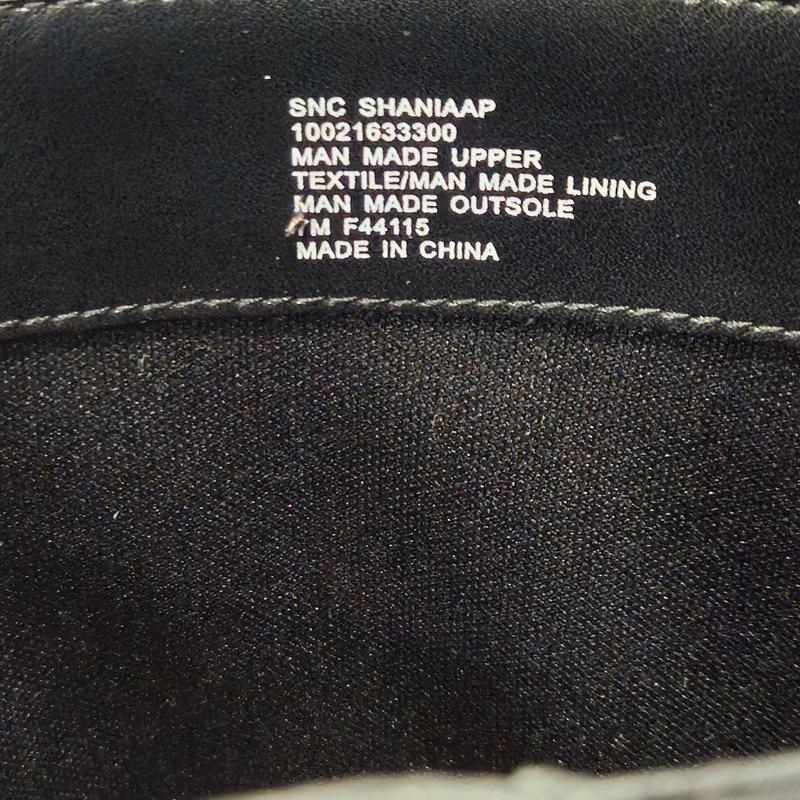 SNC SHANIAAP
10021633300
MAN MADE UPPER
TEXTILE/MAN MADE LINING
MAN MADE OUTSOLE
7M F44115
MADE IN CHINA